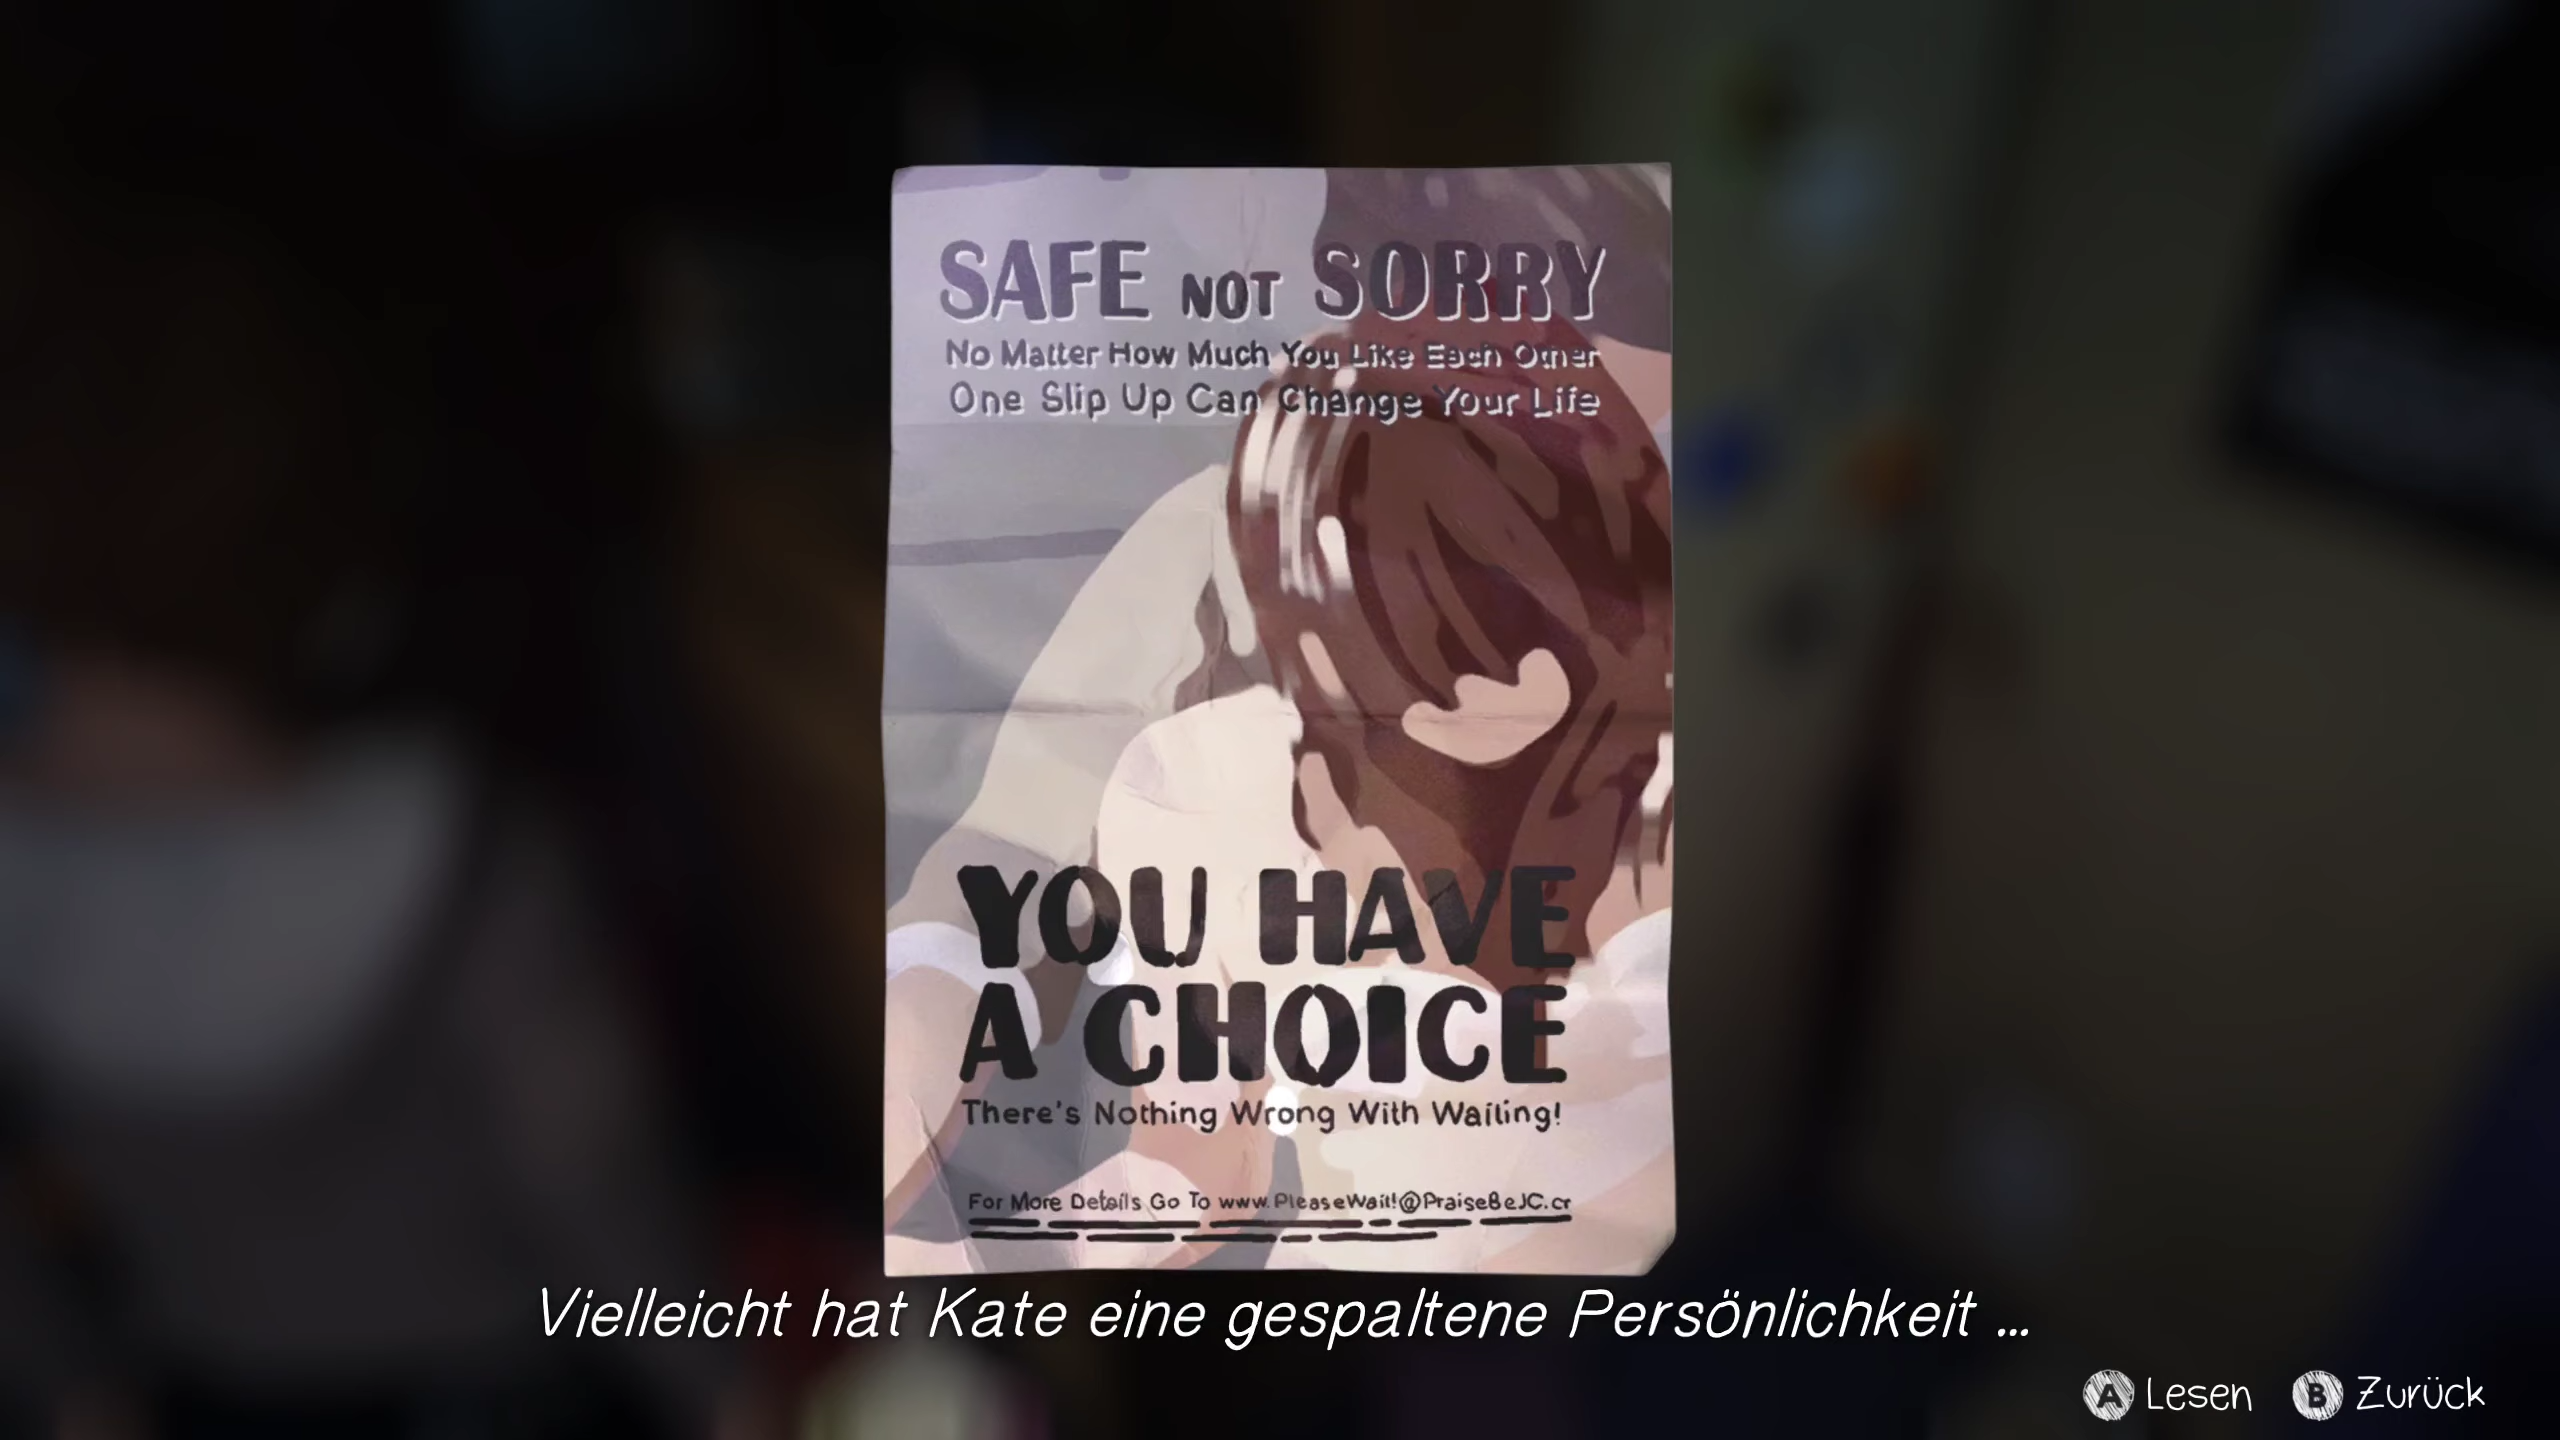 SAFE NOT SORRY
No Matter How Much You Like Each Other
One Slip Up Can Change Your Life
YOU HAVE
A CHOICE
There's Nothing Wrong With Waiting!
For More Details Go To www.PleaseWait!@PraiseBeJC.cr
Vielleicht hat Kate eine gespaltene Persönlichkeit ...
A Lesen B Zurück